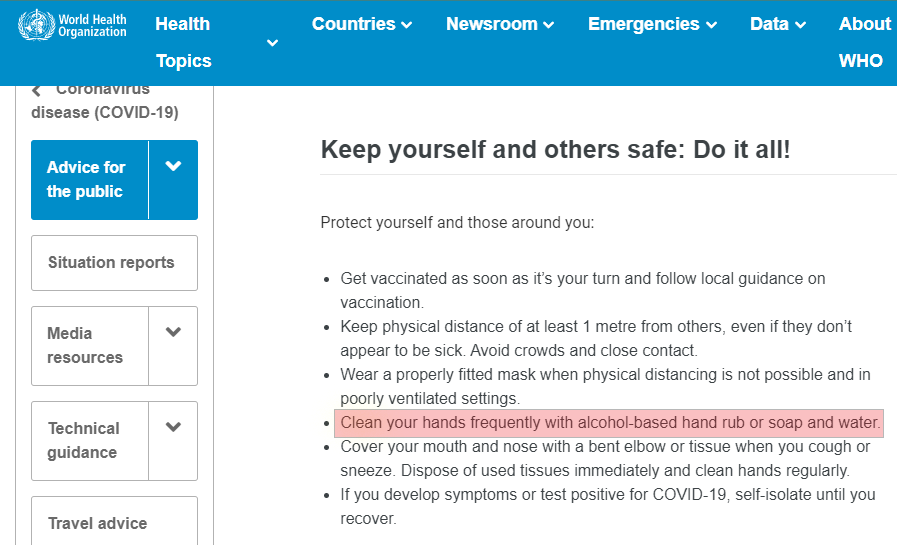 World Health
Organization
Health
Topics
Countries
Newsroom
Emergencies
Data
About
WHO
Coronavirus
disease (COVID-19)
Advice for
the public
Situation reports
Media
resources
Technical
guidance
Travel advice
Keep yourself and others safe: Do it all!
Protect yourself and those around you:
• Get vaccinated as soon as it’s your turn and follow local guidance on
vaccination.
• Keep physical distance of at least 1 metre from others, even if they don’t
appear to be sick. Avoid crowds and close contact.
• Wear a properly fitted mask when physical distancing is not possible and in
poorly ventilated settings.
• Clean your hands frequently with alcohol-based hand rub or soap and water.
• Cover your mouth and nose with a bent elbow or tissue when you cough or
sneeze. Dispose of used tissues immediately and clean hands regularly.
• If you develop symptoms or test positive for COVID-19, self-isolate until you
recover.